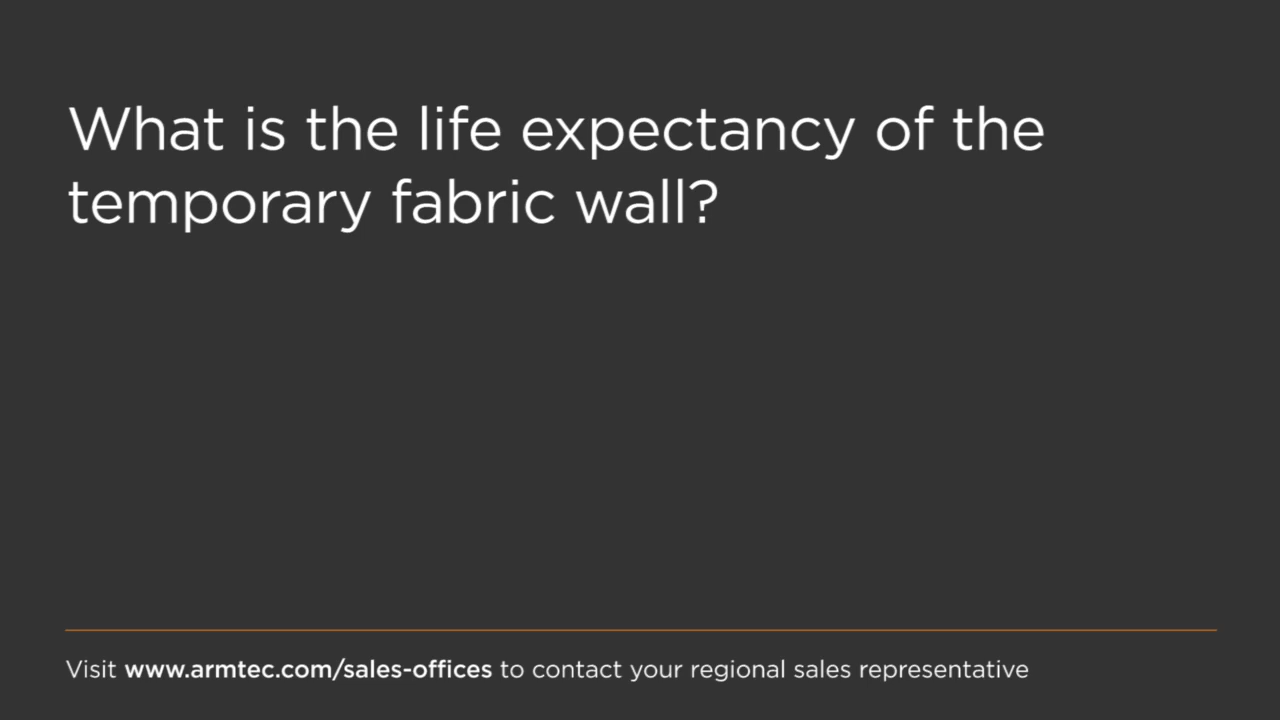 What is the life expectancy of the
temporary fabric wall?
Visit www.armtec.com/sales-offices to contact your regional sales representative